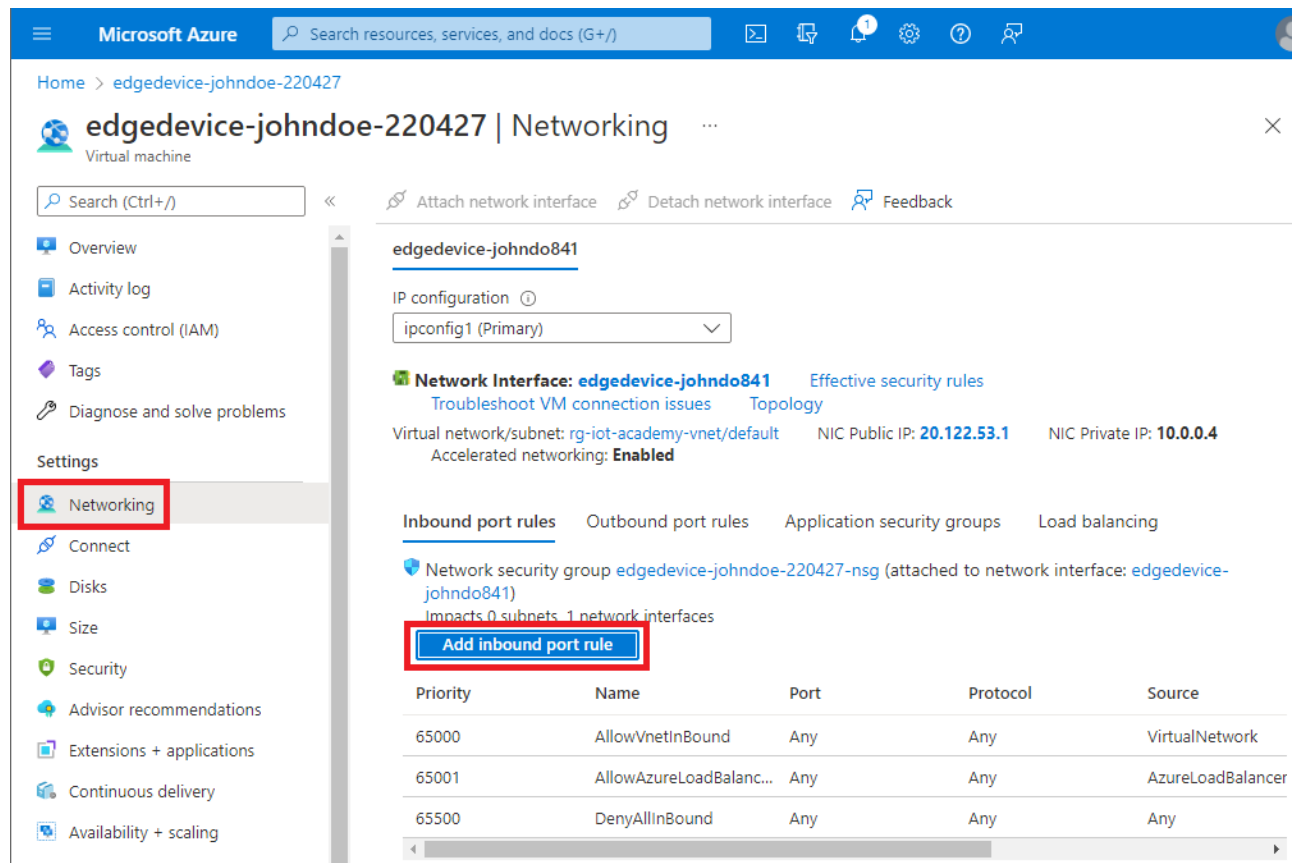 Microsoft Azure
Search resources, services, and docs (G+/)
1
Home > edgedevice-johndoe-220427
edgedevice-johndoe-220427 | Networking ...
Virtual machine
Search (Ctrl+/)
«
Attach network interface
Detach network interface
Feedback
Overview
Activity log
Access control (IAM)
Tags
Diagnose and solve problems
Settings
Networking
Connect
Disks
Size
Security
Advisor recommendations
Extensions + applications
Continuous delivery
Availability + scaling
edgedevice-johndo841
IP configuration
ipconfig1 (Primary)
Network Interface: edgedevice-johndo841 Effective security rules
Troubleshoot VM connection issues Topology
Virtual network/subnet: rg-iot-academy-vnet/default NIC Public IP: 20.122.53.1 NIC Private IP: 10.0.0.4
Accelerated networking: Enabled
Inbound port rules Outbound port rules Application security groups Load balancing
Network security group edgedevice-johndoe-220427-nsg (attached to network interface: edgedevice-
johndo841)
Impacts 0 subnets, 1 network interfaces
Add inbound port rule
Priority Name Port Protocol Source
65000 AllowVnetInBound Any Any VirtualNetwork
65001 AllowAzureLoadBalanc... Any Any AzureLoadBalancer
65500 DenyAllInBound Any Any Any